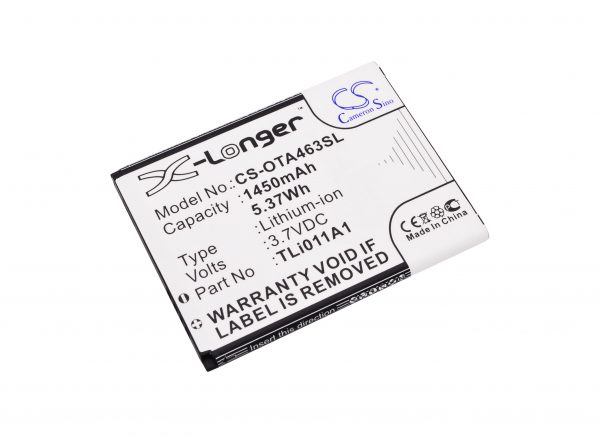 X-Longer™
CS
Cameron Sino
Model No.: CS-OTA463SL
Capacity : 1450mAh
5.37Wh
Type : Lithium-ion
Volts : 3.7VDC
Part No : TLi011A1
WARRANTY VOID IF
LABEL IS REMOVED
Made in China